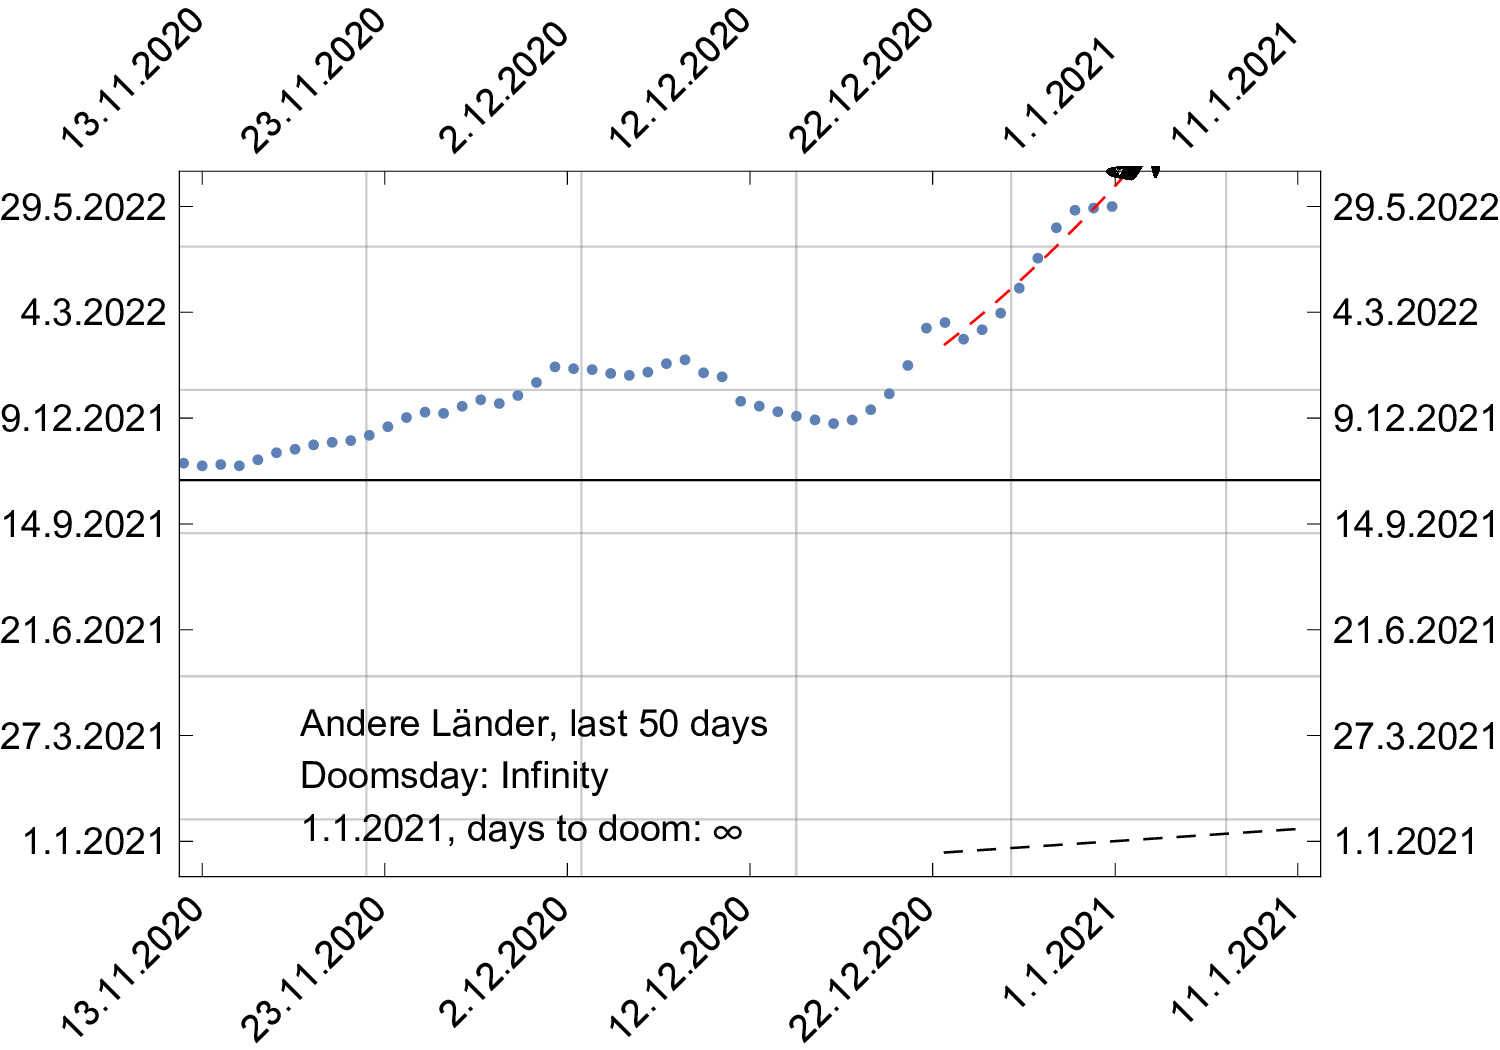 13.11.2020 23.11.2020 2.12.2020 12.12.2020 22.12.2020 1.1.2021 11.1.2021
29.5.2022 29.5.2022
4.3.2022 4.3.2022
9.12.2021 9.12.2021
14.9.2021 14.9.2021
21.6.2021 21.6.2021
Andere Länder, last 50 days
27.3.2021 27.3.2021
Doomsday: Infinity
1.1.2021, days to doom: ∞
1.1.2021 1.1.2021
13.11.2020 23.11.2020 2.12.2020 12.12.2020 22.12.2020 1.1.2021 11.1.2021